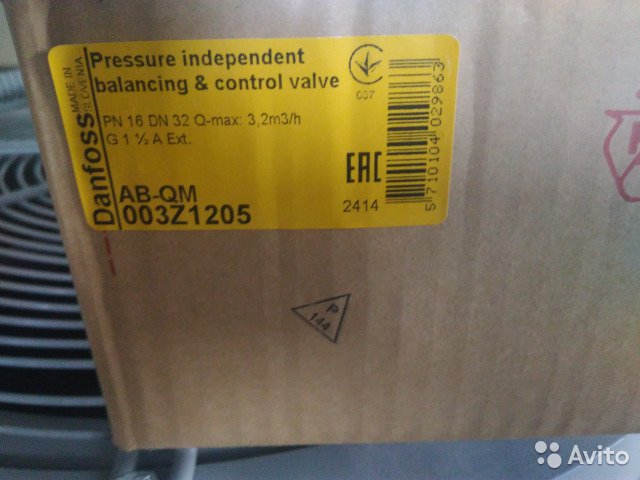 Danfoss
MADE IN
SLOVENIA
Pressure independent
balancing & control valve
PN 16 DN 32 Q-max: 3,2m3/h
G 1 ½ A Ext.
AB-QM
003Z1205
007
EAC
2414
5710104029863
P
144
Avito